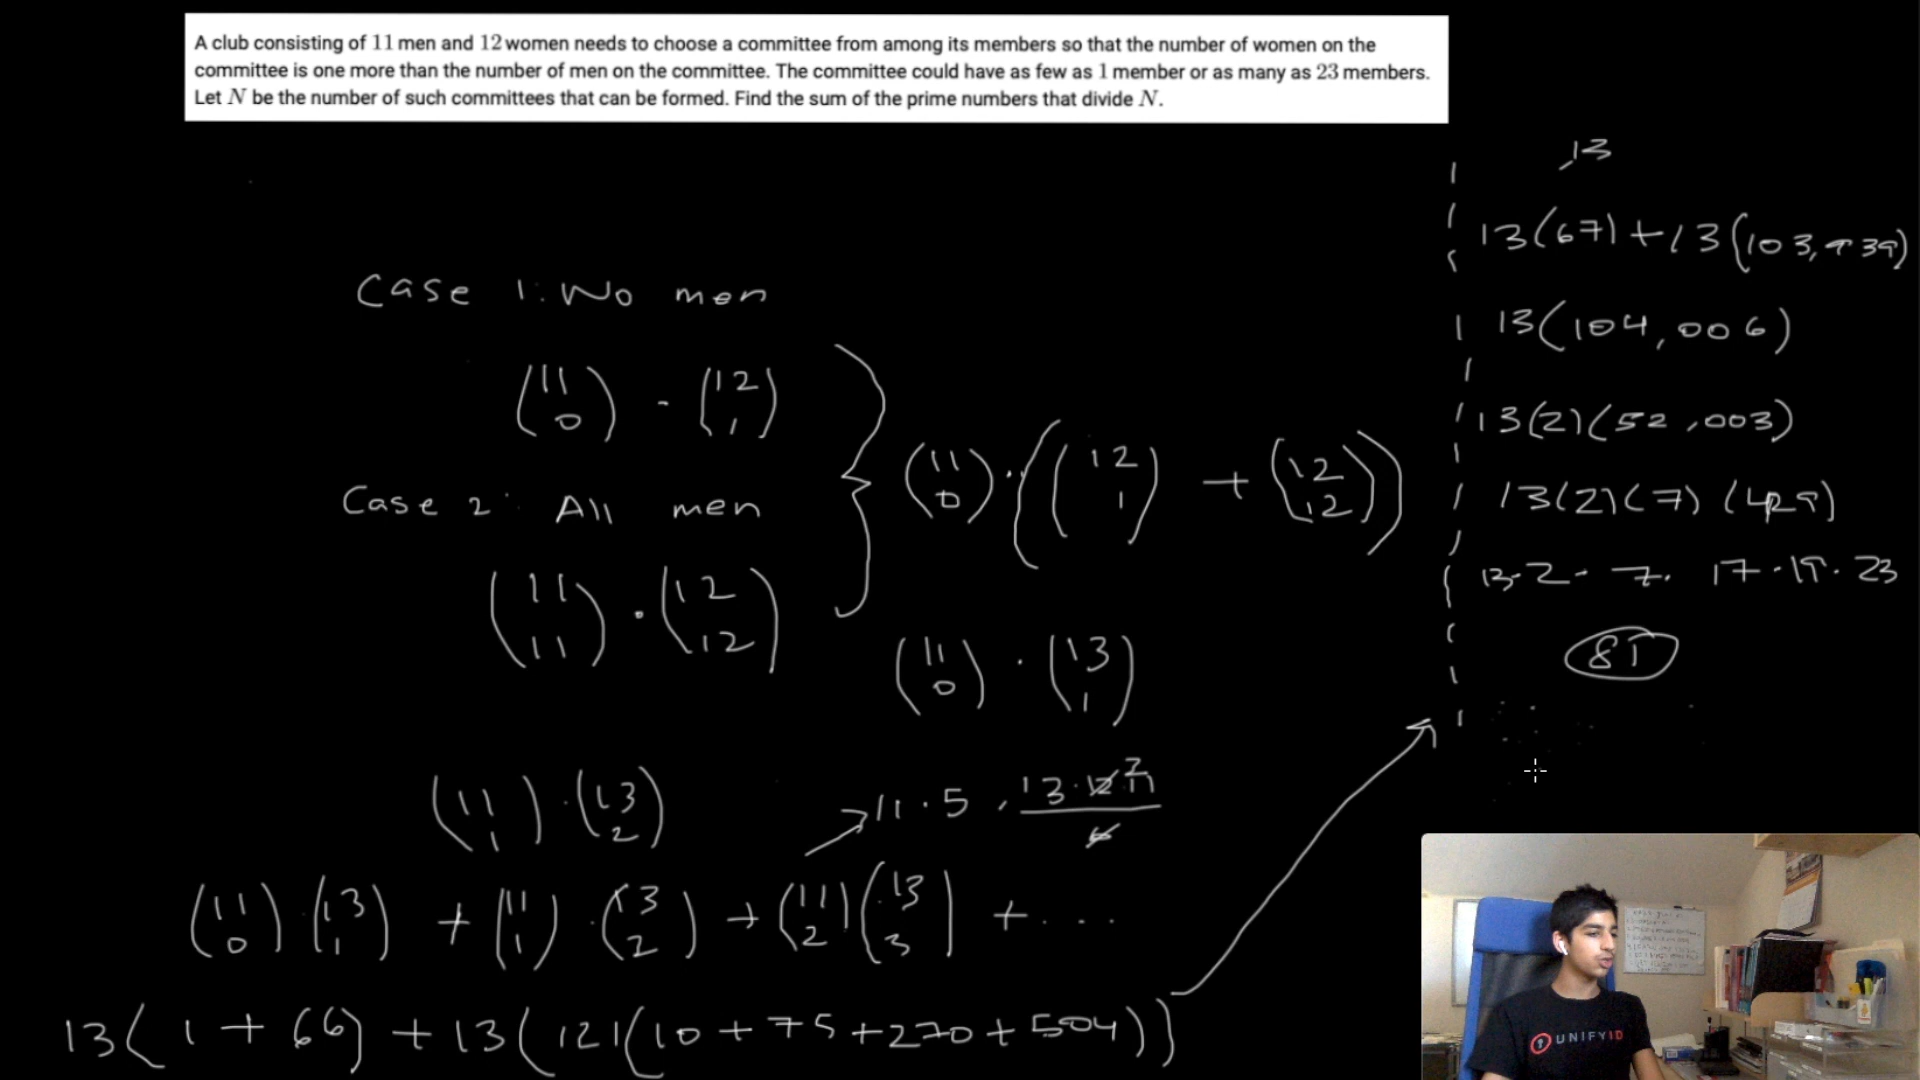 A club consisting of 11 men and 12 women needs to choose a committee from among its members so that the number of women on the
committee is one more than the number of men on the committee. The committee could have as few as 1 member or as many as 23 members.
Let N be the number of such committees that can be formed. Find the sum of the prime numbers that divide N.
Case 1: No men
(11 0) · (12 1)
Case 2: All men
(11 11) · (12 12)
(11 0) · ((12 1) + (12 12))
(11 0) · (13 1)
(11 1) · (13 2)
11 · 5 · 13·12·11 / 6
2
(11 0) · (13 1) + (11 1) · (13 2) + (11 2)(13 3) + ...
13(1 + 66) + 13(121(10 + 75 + 270 + 504))
13
13(67) + 13(103,939)
13(104,006)
13(2)(52,003)
13(2)(7)(429)
13·2·7·17·19·23
81
UNIFYID